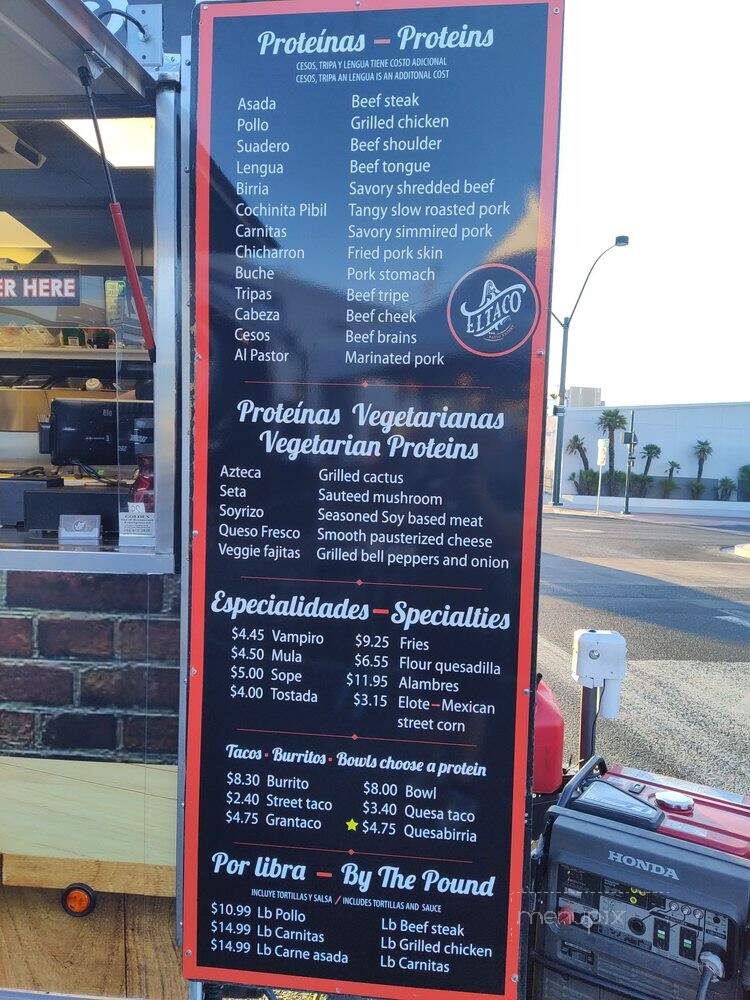 Proteínas – Proteins
CESOS, TRIPA Y LENGUA TIENE COSTO ADICIONAL
CESOS, TRIPA AN LENGUA IS AN ADDITONAL COST
Asada Beef steak
Pollo Grilled chicken
Suadero Beef shoulder
Lengua Beef tongue
Birria Savory shredded beef
Cochinita Pibil Tangy slow roasted pork
Carnitas Savory simmired pork
Chicharron Fried pork skin
Buche Pork stomach
Tripas Beef tripe
Cabeza Beef cheek
Cesos Beef brains
Al Pastor Marinated pork
EL TACO
ER HERE
Proteínas Vegetarianas
Vegetarian Proteins
Azteca Grilled cactus
Seta Sauteed mushroom
Soyrizo Seasoned Soy based meat
Queso Fresco Smooth pausterized cheese
Veggie fajitas Grilled bell peppers and onion
Especialidades – Specialties
$4.45 Vampiro $9.25 Fries
$4.50 Mula $6.55 Flour quesadilla
$5.00 Sope $11.95 Alambres
$4.00 Tostada $3.15 Elote – Mexican
street corn
Tacos · Burritos · Bowls choose a protein
$8.30 Burrito $8.00 Bowl
$2.40 Street taco $3.40 Quesa taco
$4.75 Grantaco $4.75 Quesabirria
Por libra – By The Pound
INCLUYE TORTILLAS Y SALSA / INCLUDES TORTILLAS AND SAUCE
$10.99 Lb Pollo Lb Beef steak
$14.99 Lb Carnitas Lb Grilled chicken
$14.99 Lb Carne asada Lb Carnitas
HONDA
menupix